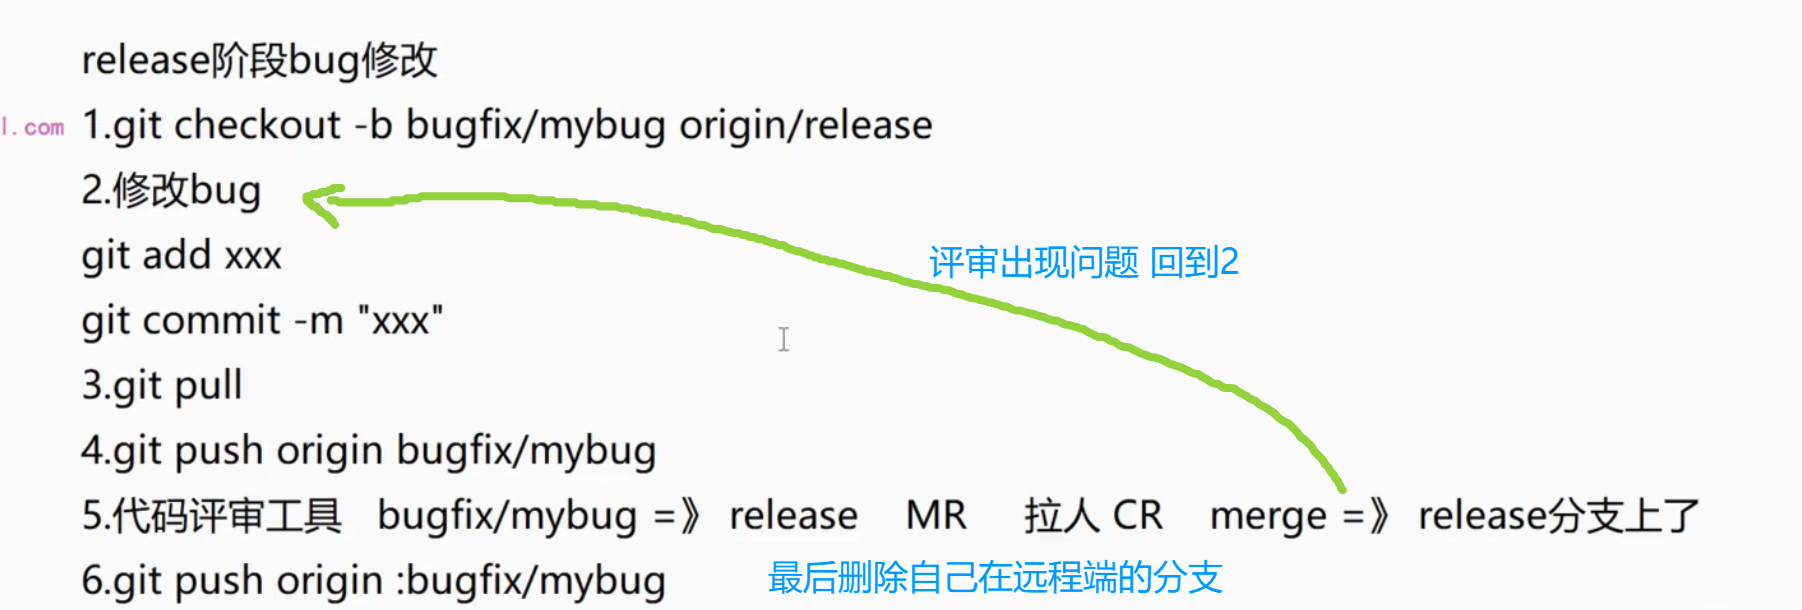 release阶段bug修改
l.com
1.git checkout -b bugfix/mybug origin/release
2.修改bug
git add xxx
评审出现问题 回到2
git commit -m "xxx"
3.git pull
4.git push origin bugfix/mybug
5.代码评审工具 bugfix/mybug =》 release MR 拉人 CR merge =》 release分支上了
6.git push origin :bugfix/mybug 最后删除自己在远程端的分支